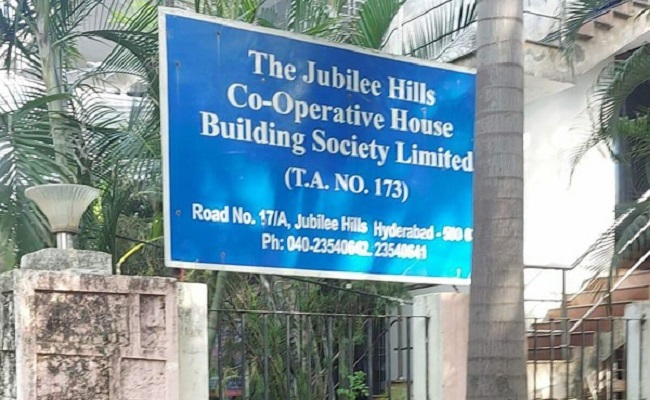 The Jubilee Hills
Co-Operative House
Building Society Limited
(T.A. NO. 173)
Road No. 17/A, Jubilee Hills Hyderabad -
Ph: 040-23540642, 23540641